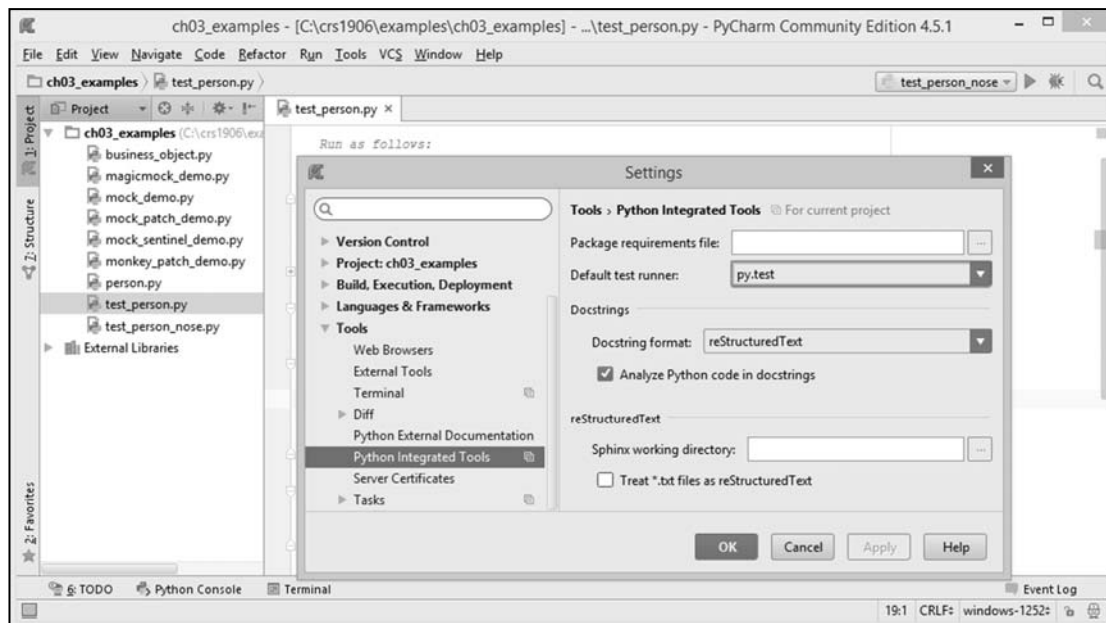 ch03_examples - [C:\crs1906\examples\ch03_examples] - ...\test_person.py - PyCharm Community Edition 4.5.1
File Edit View Navigate Code Refactor Run Tools VCS Window Help
ch03_examples test_person.py test_person_nose
1: Project
Project
test_person.py
ch03_examples (C:\crs1906\exa
business_object.py
magicmock_demo.py
mock_demo.py
mock_patch_demo.py
mock_sentinel_demo.py
monkey_patch_demo.py
person.py
test_person.py
test_person_nose.py
External Libraries
7: Structure
2: Favorites
Run as follows:
Settings
Version Control
Project: ch03_examples
Build, Execution, Deployment
Languages & Frameworks
Tools
Web Browsers
External Tools
Terminal
Diff
Python External Documentation
Python Integrated Tools
Server Certificates
Tasks
Tools › Python Integrated Tools For current project
Package requirements file: ...
Default test runner: py.test
Docstrings
Docstring format: reStructuredText
Analyze Python code in docstrings
reStructuredText
Sphinx working directory: ...
Treat *.txt files as reStructuredText
OK Cancel Apply Help
6: TODO Python Console Terminal Event Log
19:1 CRLF÷ windows-1252÷